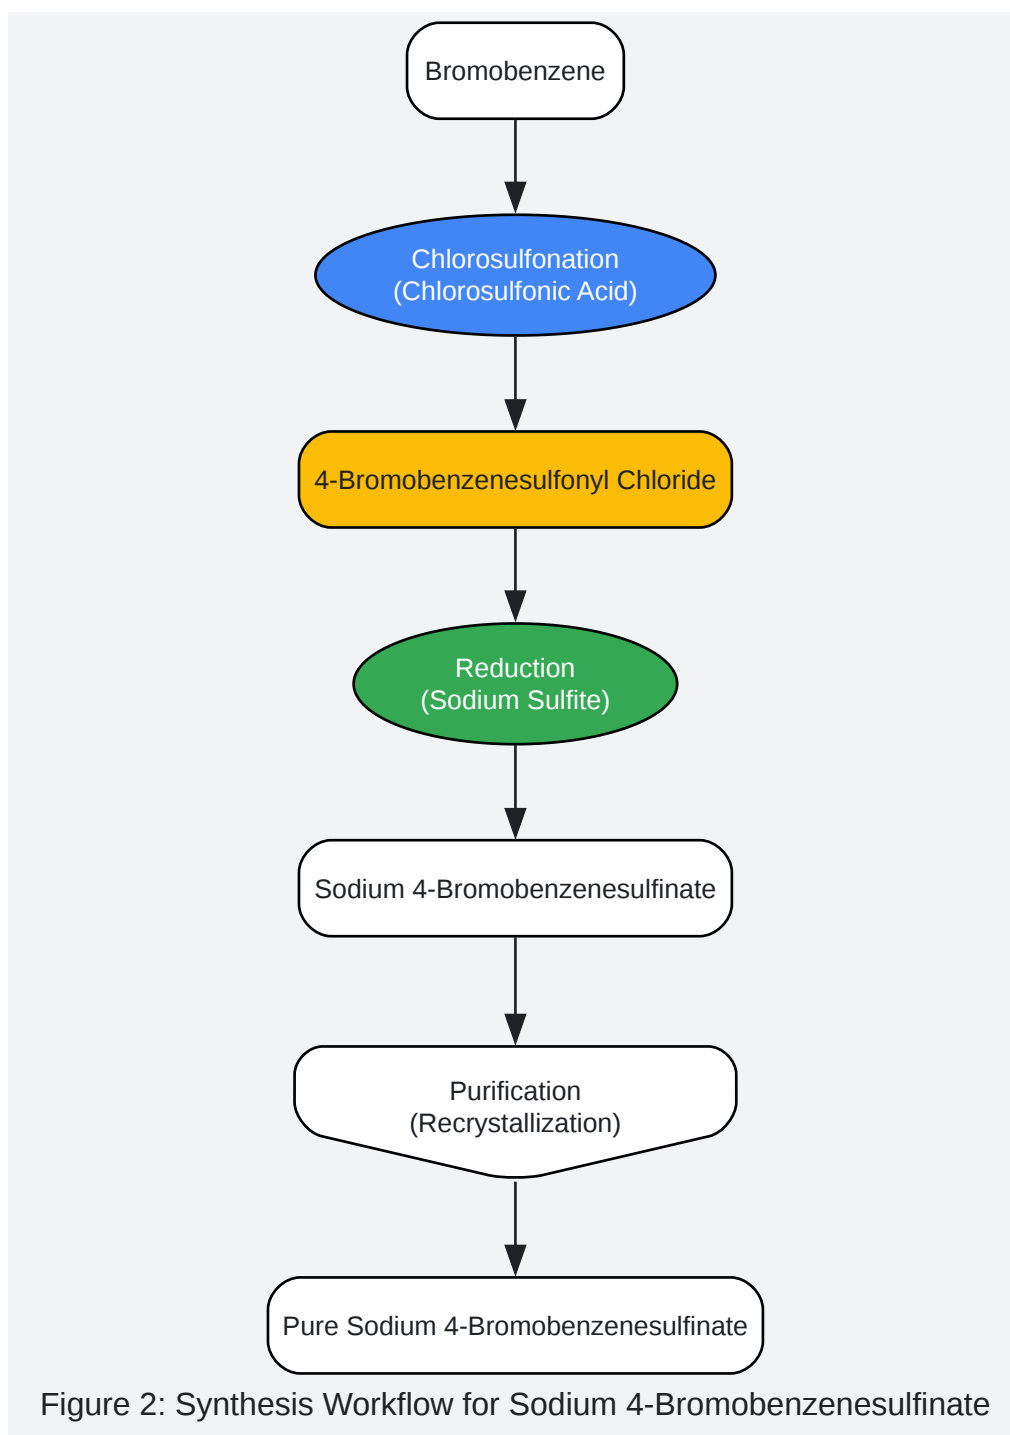 Bromobenzene
Chlorosulfonation
(Chlorosulfonic Acid)
4-Bromobenzenesulfonyl Chloride
Reduction
(Sodium Sulfite)
Sodium 4-Bromobenzenesulfinate
Purification
(Recrystallization)
Pure Sodium 4-Bromobenzenesulfinate
Figure 2: Synthesis Workflow for Sodium 4-Bromobenzenesulfinate